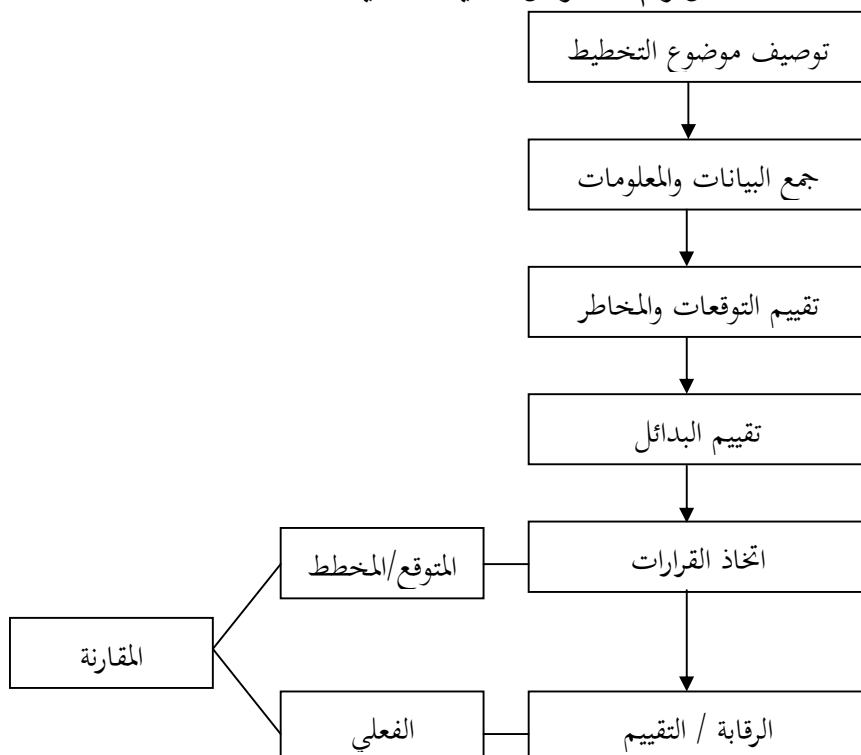 توصيف موضوع التخطيط
جمع البيانات والمعلومات
تقييم التوقعات والمخاطر
تقييم البدائل
اتخاذ القرارات
المتوقع/المخطط
المقارنة
الرقابة / التقييم
الفعلي